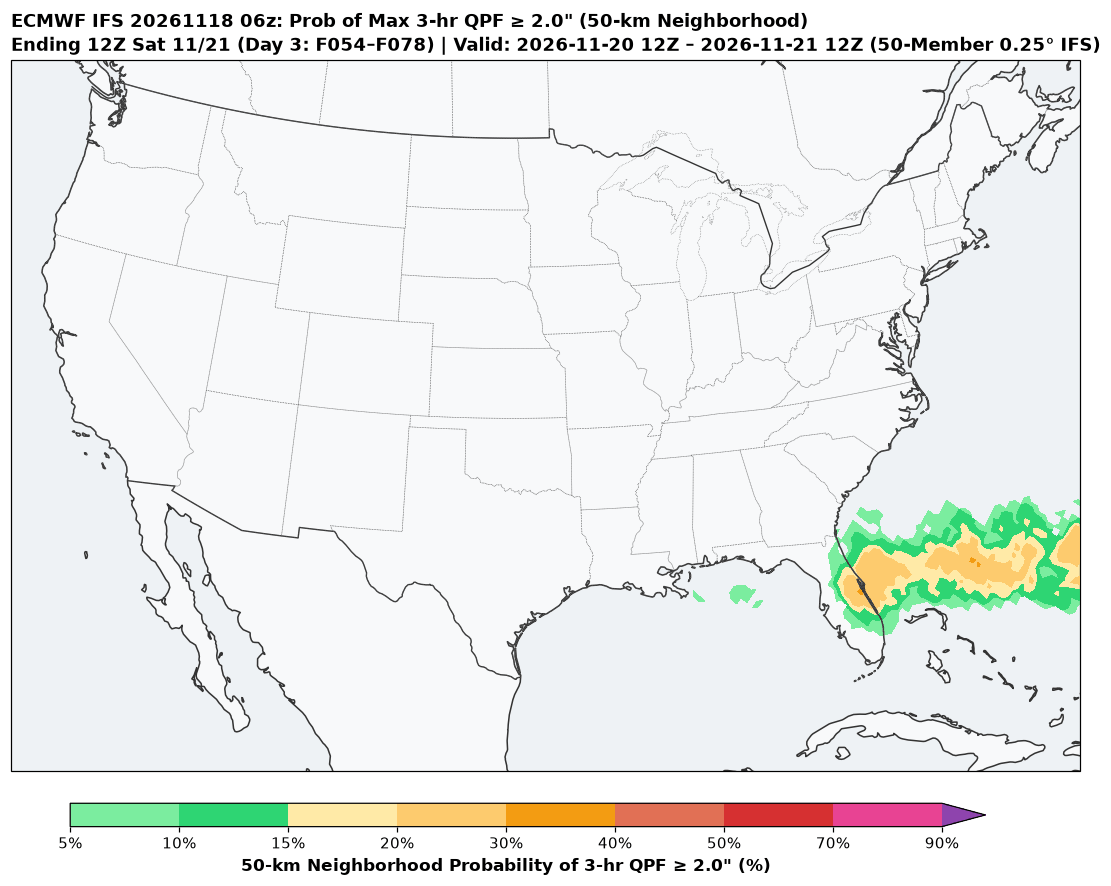 ECMWF IFS 20261118 06z: Prob of Max 3-hr QPF ≥ 2.0" (50-km Neighborhood)
Ending 12Z Sat 11/21 (Day 3: F054–F078) | Valid: 2026-11-20 12Z – 2026-11-21 12Z (50-Member 0.25° IFS)
5% 10% 15% 20% 30% 40% 50% 70% 90%
50-km Neighborhood Probability of 3-hr QPF ≥ 2.0" (%)